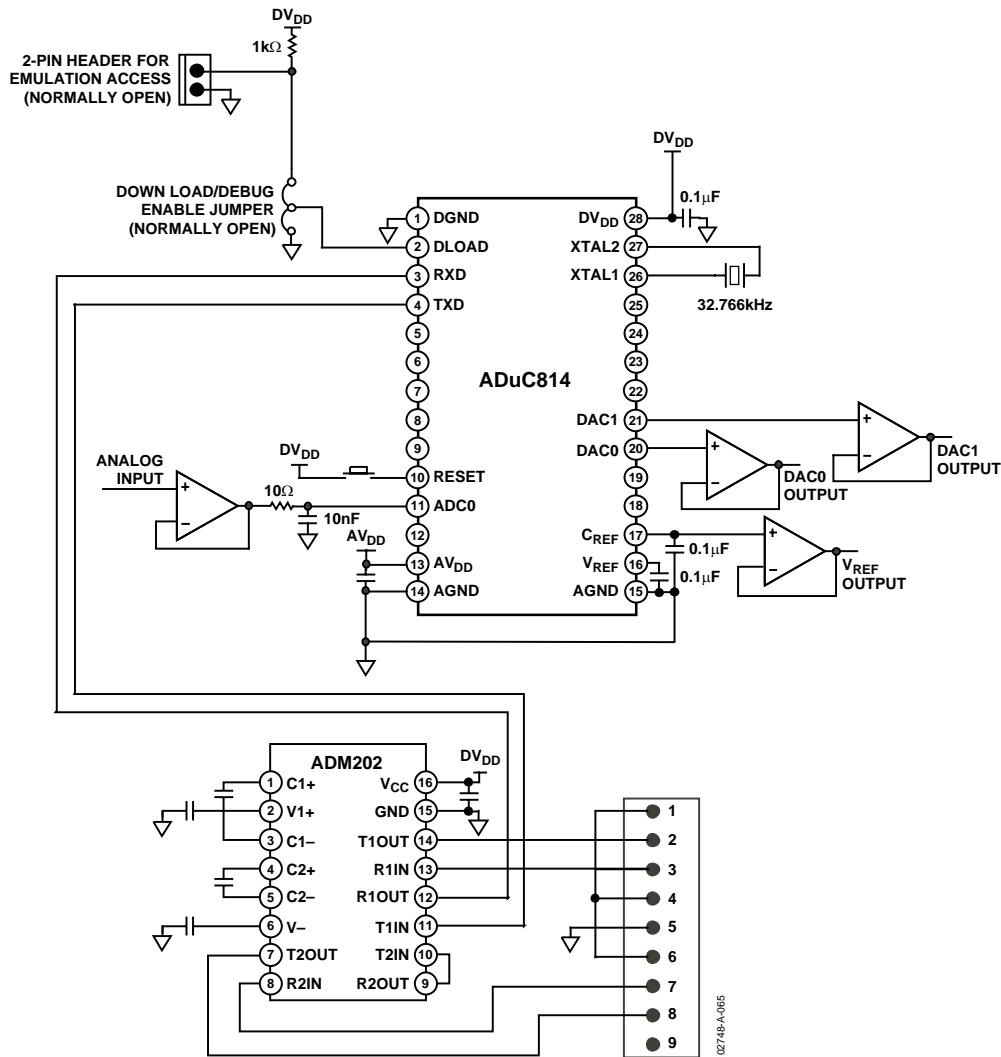 DVDD
1kΩ
2-PIN HEADER FOR
EMULATION ACCESS
(NORMALLY OPEN)
DOWN LOAD/DEBUG
ENABLE JUMPER
(NORMALLY OPEN)
DVDD
0.1µF
1 DGND
2 DLOAD
3 RXD
4 TXD
5
6
7
8
9
10 RESET
11 ADC0
12
13 AVDD
14 AGND
ADuC814
DVDD 28
XTAL2 27
XTAL1 26
25
24
23
22
DAC1 21
DAC0 20
19
18
CREF 17
VREF 16
AGND 15
32.766kHz
+
−
DAC1
OUTPUT
+
−
DAC0
OUTPUT
0.1µF
0.1µF
+
−
VREF
OUTPUT
DVDD
ANALOG
INPUT
+
−
10Ω
10nF
AVDD
ADM202
1 C1+
2 V1+
3 C1–
4 C2+
5 C2–
6 V–
7 T2OUT
8 R2IN
DVDD
VCC 16
GND 15
T1OUT 14
R1IN 13
R1OUT 12
T1IN 11
T2IN 10
R2OUT 9
1
2
3
4
5
6
7
8
9
02748-A-065